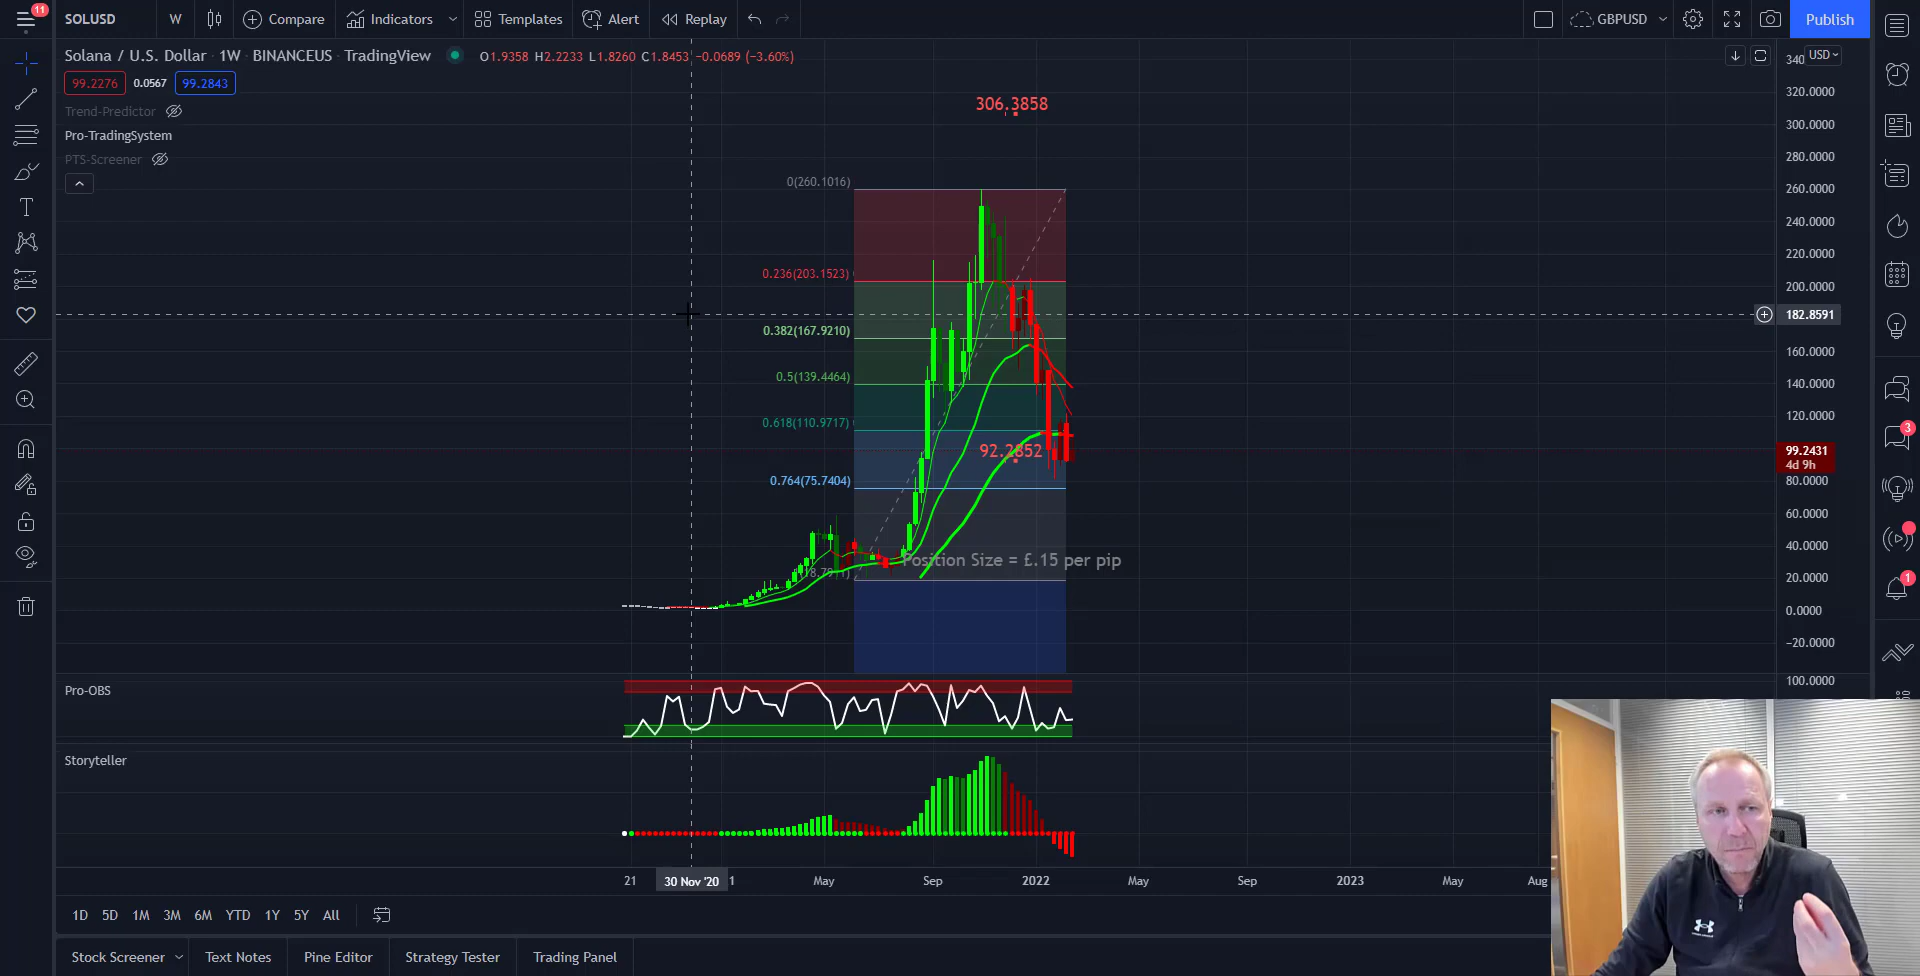 11
SOLUSD W Compare Indicators Templates Alert Replay GBPUSD Publish
Solana / U.S. Dollar · 1W · BINANCEUS · TradingView O1.9358 H2.2233 L1.8260 C1.8453 −0.0689 (−3.60%)
USD
99.2276 0.0567 99.2843
Trend-Predictor
Pro-TradingSystem
PTS-Screener
306.3858
0(260.1016)
0.236(203.1523)
0.382(167.9210)
0.5(139.4464)
0.618(110.9717)
92.2852
0.764(75.7404)
Position Size = £.15 per pip
320.0000
300.0000
280.0000
260.0000
240.0000
220.0000
200.0000
182.8591
160.0000
140.0000
120.0000
99.2431
4d 9h
80.0000
60.0000
40.0000
20.0000
0.0000
−20.0000
100.0000
3
1
Pro-OBS
Storyteller
21 30 Nov '20 1 May Sep 2022 May Sep 2023 May Aug
1D 5D 1M 3M 6M YTD 1Y 5Y All
Stock Screener Text Notes Pine Editor Strategy Tester Trading Panel